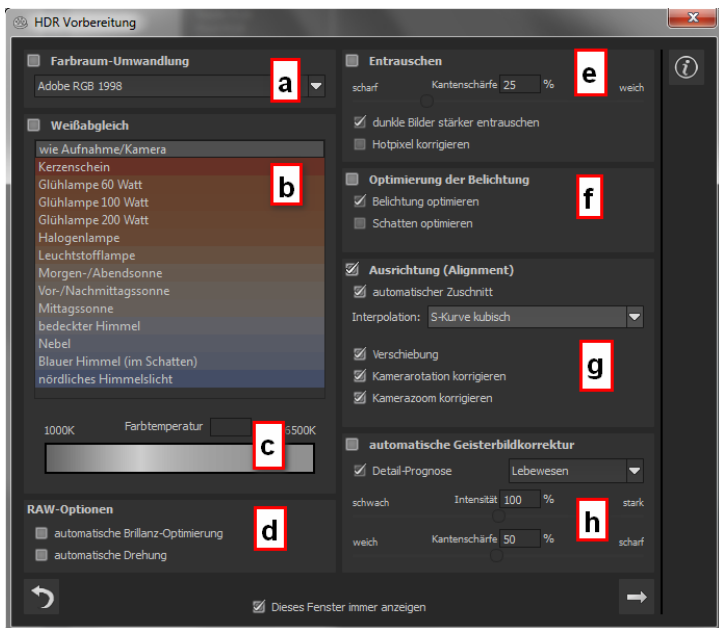 HDR Vorbereitung
Farbraum-Umwandlung
Adobe RGB 1998
a
Weißabgleich
wie Aufnahme/Kamera
Kerzenschein
Glühlampe 60 Watt
Glühlampe 100 Watt
Glühlampe 200 Watt
Halogenlampe
Leuchtstofflampe
Morgen-/Abendsonne
Vor-/Nachmittagssonne
Mittagssonne
bedeckter Himmel
Nebel
Blauer Himmel (im Schatten)
nördliches Himmelslicht
b
1000K Farbtemperatur 5500K
c
RAW-Optionen
automatische Brillanz-Optimierung
automatische Drehung
d
Entrauschen
scharf Kantenschärfe 25 % weich
dunkle Bilder stärker entrauschen
Hotpixel korrigieren
e
Optimierung der Belichtung
Belichtung optimieren
Schatten optimieren
f
Ausrichtung (Alignment)
automatischer Zuschnitt
Interpolation: S-Kurve kubisch
Verschiebung
Kamerarotation korrigieren
Kamerazoom korrigieren
g
automatische Geisterbildkorrektur
Detail-Prognose Lebewesen
schwach Intensität 100 % stark
weich Kantenschärfe 50 % scharf
h
Dieses Fenster immer anzeigen